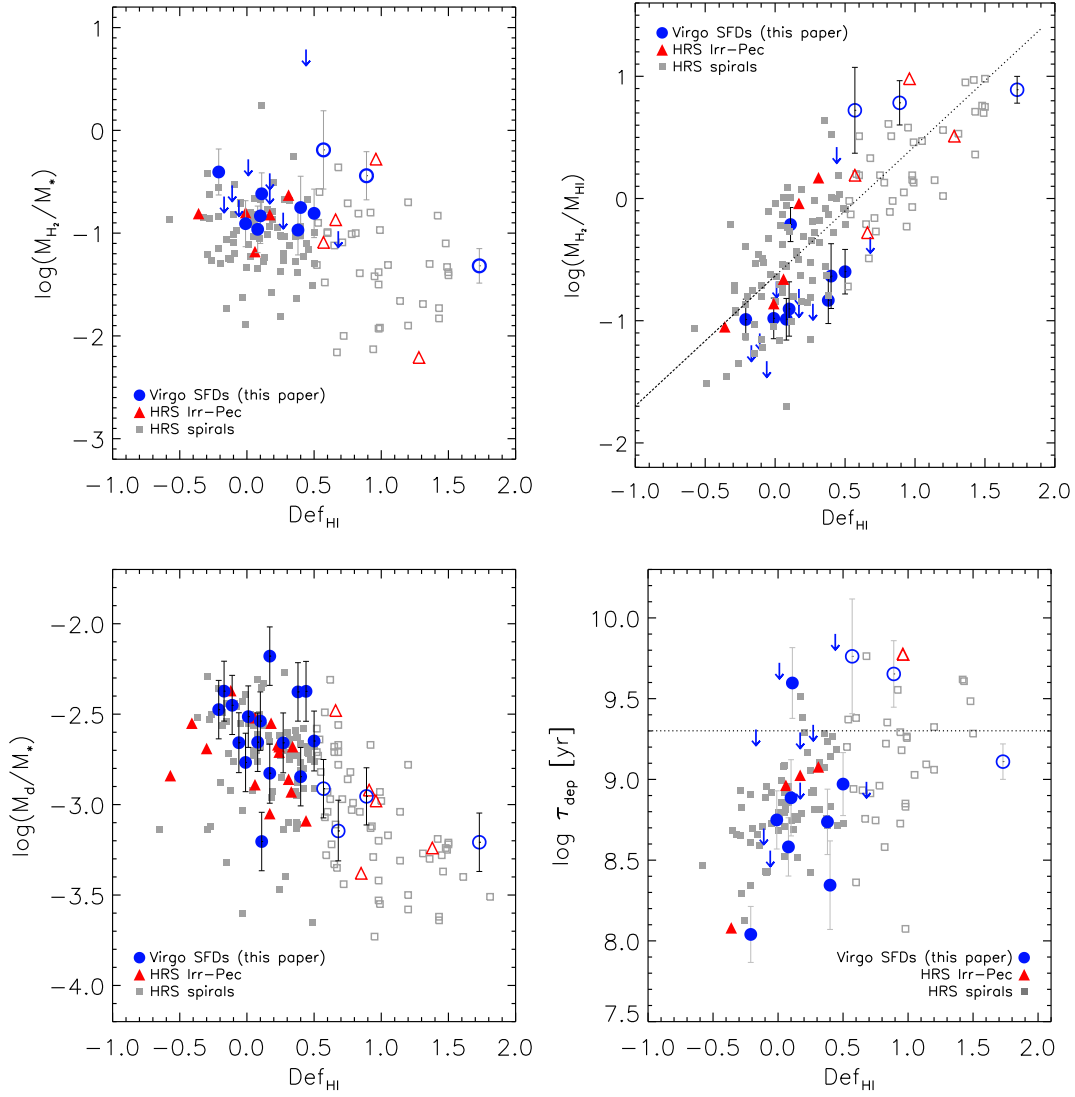 1
0
−1
−2
−3
log(M_H₂/M_*)
Virgo SFDs (this paper)
HRS Irr−Pec
HRS spirals
−1.0 −0.5 0.0 0.5 1.0 1.5 2.0
Def_HI
Virgo SFDs (this paper)
HRS Irr−Pec
HRS spirals
1
0
−1
−2
log(M_H₂/M_HI)
−1.0 −0.5 0.0 0.5 1.0 1.5 2.0
Def_HI
−2.0
−2.5
−3.0
−3.5
−4.0
log(M_d/M_*)
Virgo SFDs (this paper)
HRS Irr−Pec
HRS spirals
−1.0 −0.5 0.0 0.5 1.0 1.5 2.0
Def_HI
10.0
9.5
9.0
8.5
8.0
7.5
log τ_dep [yr]
Virgo SFDs (this paper)
HRS Irr−Pec
HRS spirals
−1.0 −0.5 0.0 0.5 1.0 1.5 2.0
Def_HI